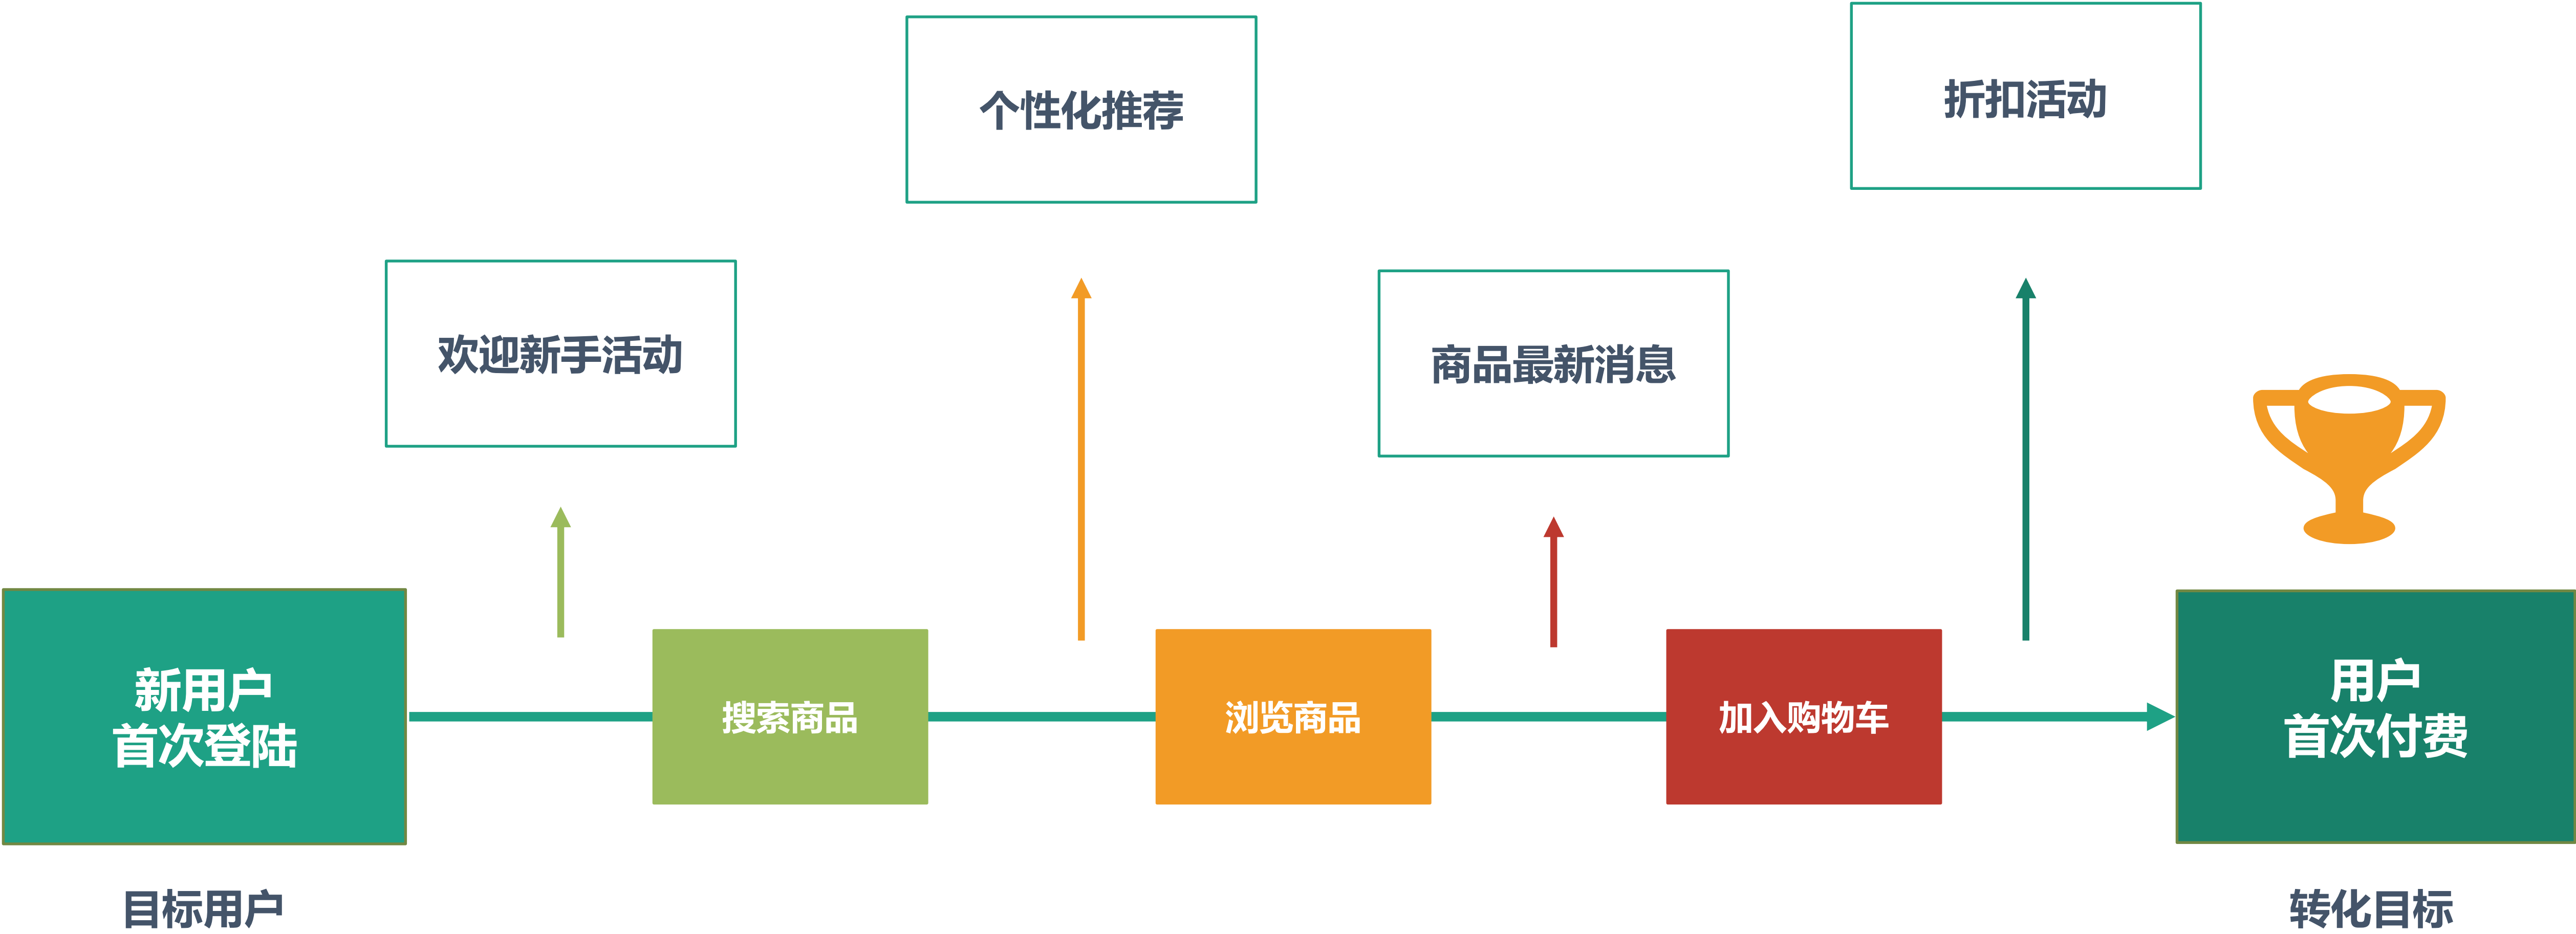 个性化推荐
折扣活动
欢迎新手活动
商品最新消息
新用户
首次登陆
搜索商品
浏览商品
加入购物车
用户
首次付费
目标用户
转化目标